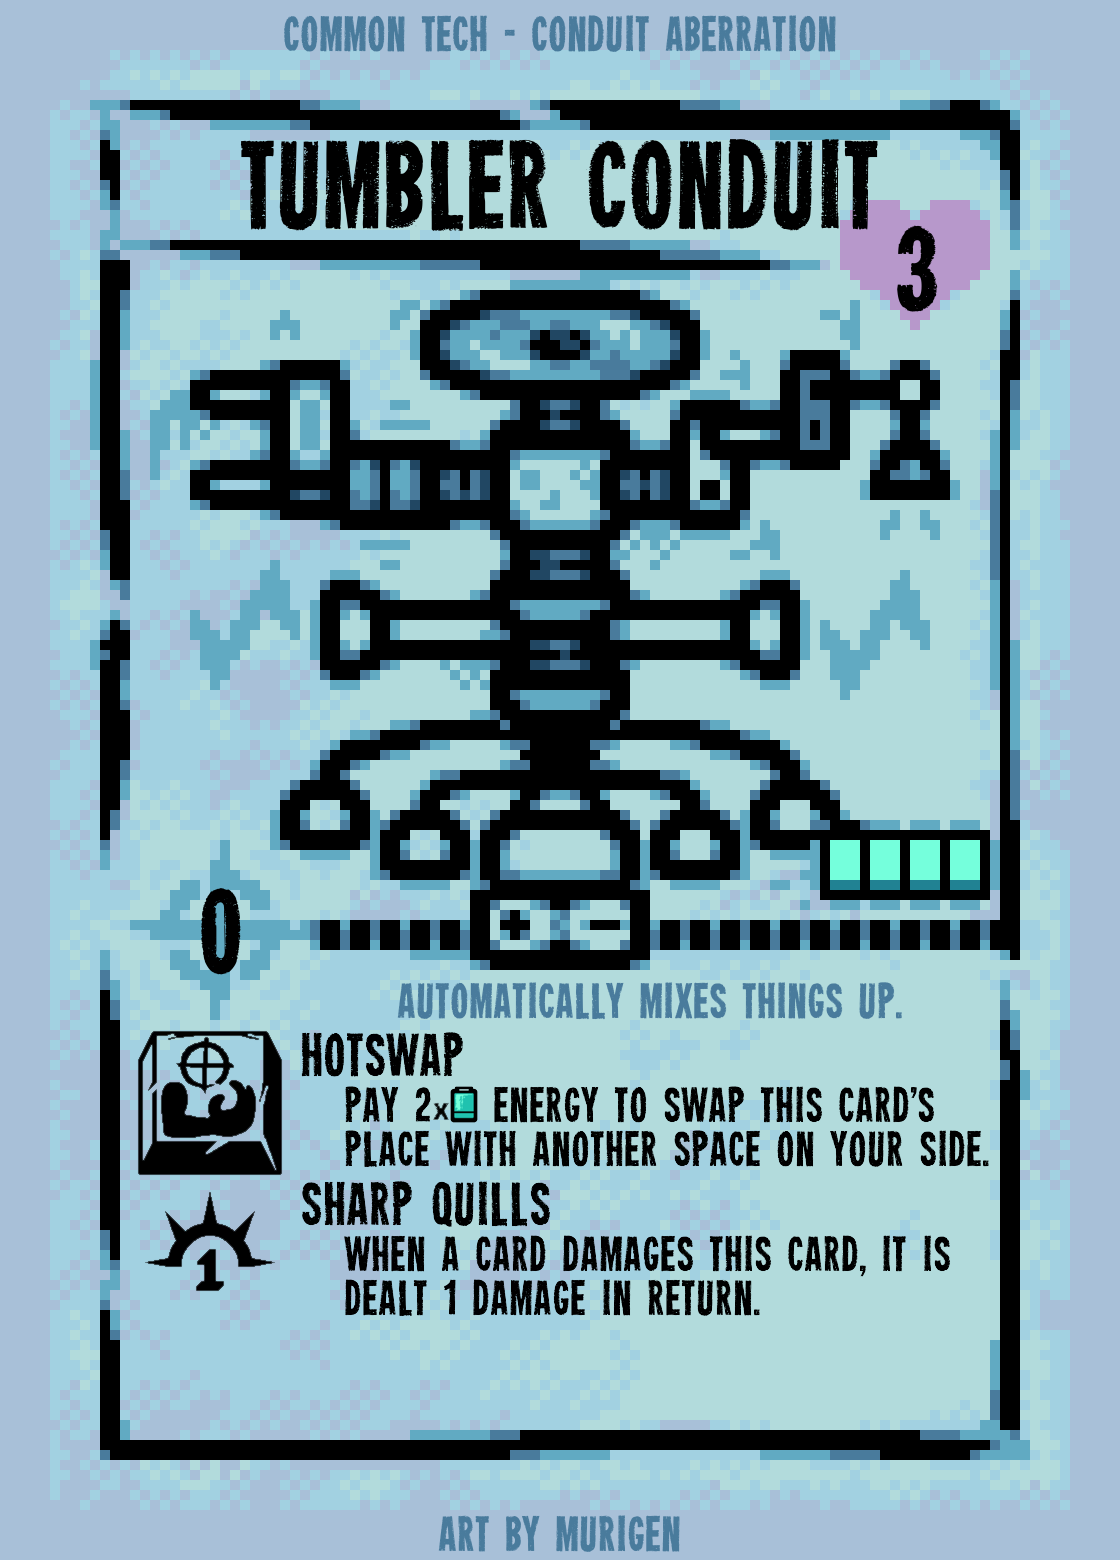 COMMON TECH - CONDUIT ABERRATION
TUMBLER CONDUIT
3
0
AUTOMATICALLY MIXES THINGS UP.
HOTSWAP
PAY 2x ENERGY TO SWAP THIS CARD'S
PLACE WITH ANOTHER SPACE ON YOUR SIDE.
SHARP QUILLS
1
WHEN A CARD DAMAGES THIS CARD, IT IS
DEALT 1 DAMAGE IN RETURN.
ART BY MURIGEN